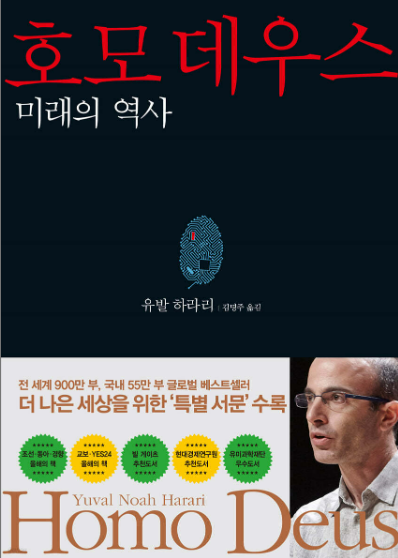 호모 데우스
미래의 역사
유발 하라리 | 김명주 옮김
전 세계 900만 부, 국내 55만 부 글로벌 베스트셀러
더 나은 세상을 위한 ‘특별 서문’ 수록
★★★★★
조선·중앙·경향
올해의 책
★★★★★
★★★★★
교보·YES24
올해의 책
★★★★★
★★★★★
빌 게이츠
추천도서
★★★★★
★★★★★
현대경제연구원
추천도서
★★★★★
★★★★★
유미과학재단
우수도서
★★★★★
Yuval Noah Harari
Homo Deus